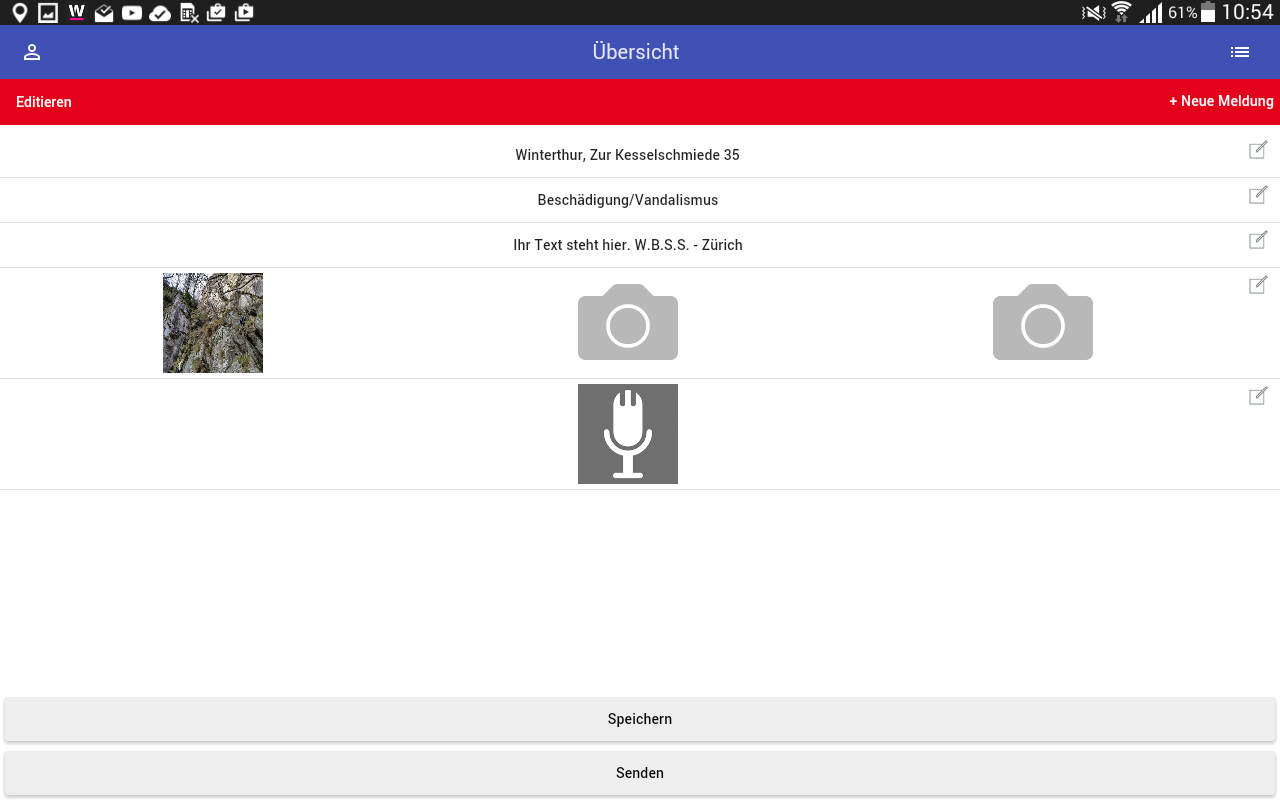 W
61%
10:54
Übersicht
Editieren
+ Neue Meldung
Winterthur, Zur Kesselschmiede 35
Beschädigung/Vandalismus
Ihr Text steht hier. W.B.S.S. - Zürich
Speichern
Senden